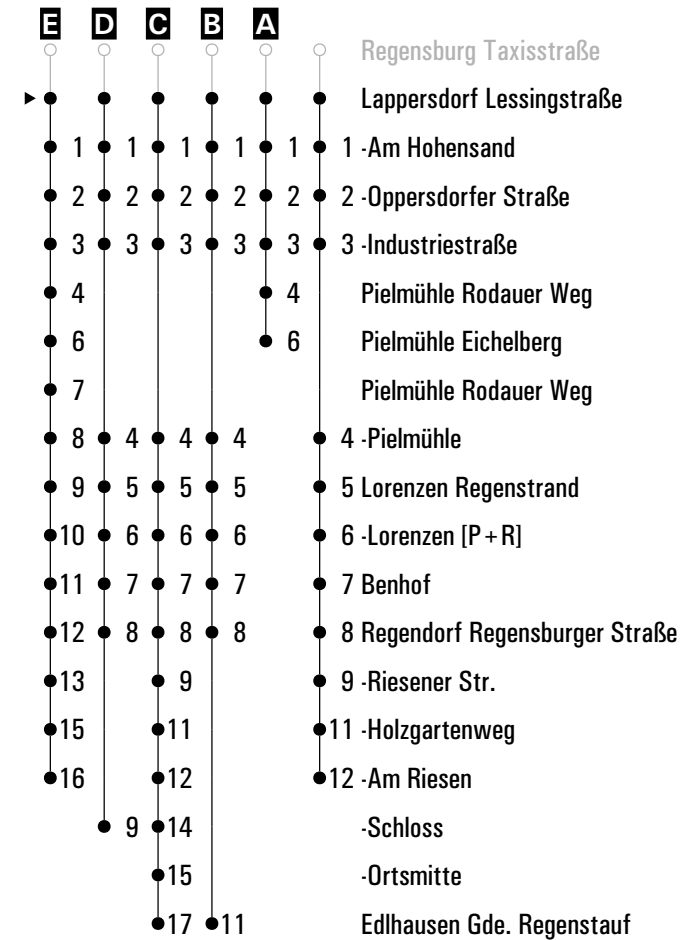 E D C B A
Regensburg Taxisstraße
Lappersdorf Lessingstraße
1 1 1 1 1 1 -Am Hohensand
2 2 2 2 2 2 -Oppersdorfer Straße
3 3 3 3 3 3 -Industriestraße
4 4 Pielmühle Rodauer Weg
6 6 Pielmühle Eichelberg
7 Pielmühle Rodauer Weg
8 4 4 4 4 -Pielmühle
9 5 5 5 5 Lorenzen Regenstrand
10 6 6 6 6 -Lorenzen [P+R]
11 7 7 7 7 Benhof
12 8 8 8 8 Regendorf Regensburger Straße
13 9 9 -Riesener Str.
15 11 11 -Holzgartenweg
16 12 12 -Am Riesen
9 14 -Schloss
15 -Ortsmitte
17 11 Edlhausen Gde. Regenstauf